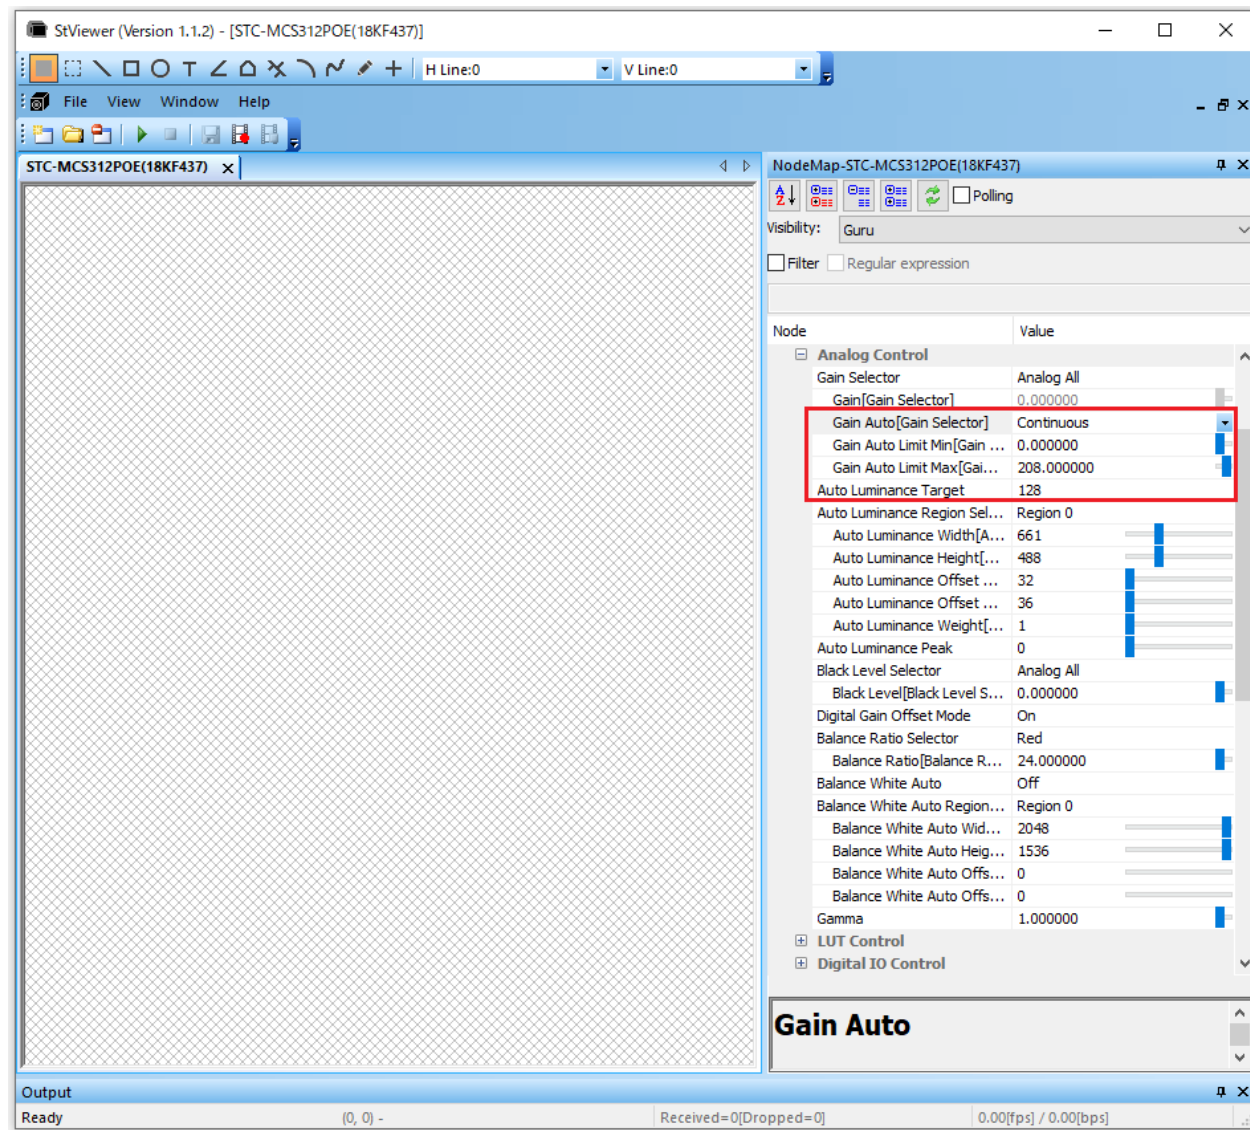 StViewer (Version 1.1.2) - [STC-MCS312POE(18KF437)]
H Line:0 V Line:0
File View Window Help
STC-MCS312POE(18KF437)
NodeMap-STC-MCS312POE(18KF437)
Polling
Visibility: Guru
Filter Regular expression
Node Value
Analog Control
Gain Selector Analog All
Gain[Gain Selector] 0.000000
Gain Auto[Gain Selector] Continuous
Gain Auto Limit Min[Gain ... 0.000000
Gain Auto Limit Max[Gai... 208.000000
Auto Luminance Target 128
Auto Luminance Region Sel... Region 0
Auto Luminance Width[A... 661
Auto Luminance Height[... 488
Auto Luminance Offset ... 32
Auto Luminance Offset ... 36
Auto Luminance Weight[... 1
Auto Luminance Peak 0
Black Level Selector Analog All
Black Level[Black Level S... 0.000000
Digital Gain Offset Mode On
Balance Ratio Selector Red
Balance Ratio[Balance R... 24.000000
Balance White Auto Off
Balance White Auto Region... Region 0
Balance White Auto Wid... 2048
Balance White Auto Heig... 1536
Balance White Auto Offs... 0
Balance White Auto Offs... 0
Gamma 1.000000
LUT Control
Digital IO Control
Gain Auto
Output
Ready (0, 0) - Received=0[Dropped=0] 0.00[fps] / 0.00[bps]